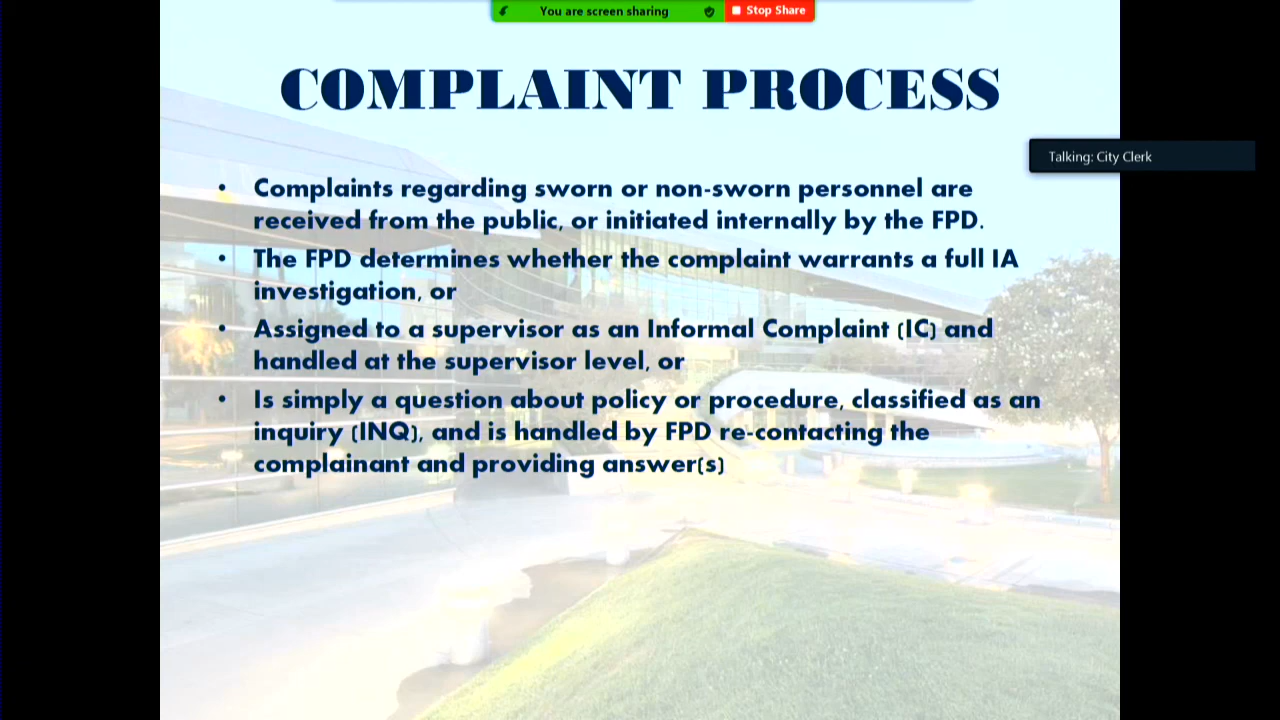 You are screen sharing
Stop Share
COMPLAINT PROCESS
Talking: City Clerk
• Complaints regarding sworn or non-sworn personnel are
received from the public, or initiated internally by the FPD.
• The FPD determines whether the complaint warrants a full IA
investigation, or
• Assigned to a supervisor as an Informal Complaint (IC) and
handled at the supervisor level, or
• Is simply a question about policy or procedure, classified as an
inquiry (INQ), and is handled by FPD re-contacting the
complainant and providing answer(s)